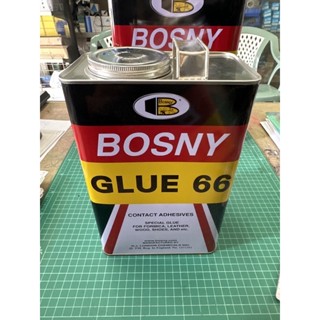 BOSNY
B
BOSNY
GLUE 66
CONTACT ADHESIVES
SPECIAL GLUE
FOR FORMICA, LEATHER,
WOOD, SHOES, AND etc.